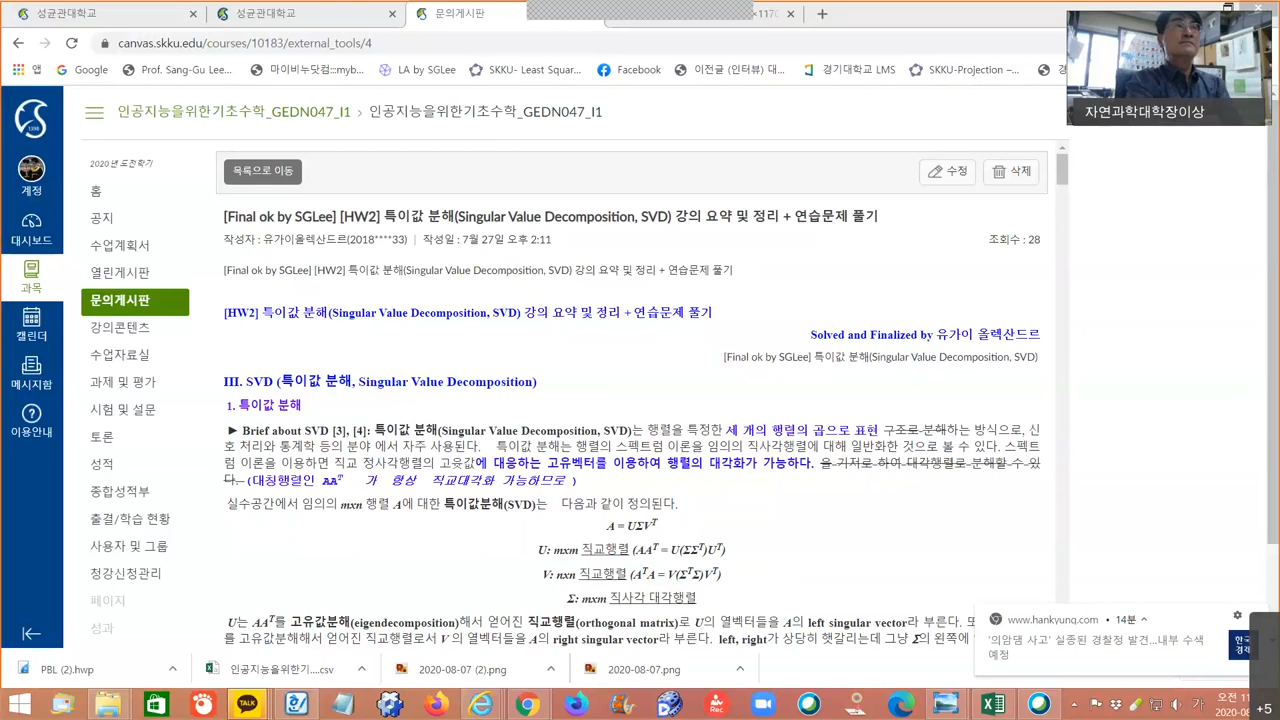 성균관대학교
성균관대학교
문의게시판
canvas.skku.edu/courses/10183/external_tools/4
앱
Google
Prof. Sang-Gu Lee...
마이비누닷컴:::myb...
LA by SGLee
SKKU- Least Squar...
Facebook
이전글 (인터뷰) 대...
경기대학교 LMS
SKKU-Projection –...
자연과학대학장이상
1398
계정
대시보드
과목
캘린더
메시지함
이용안내
인공지능을위한기초수학_GEDN047_I1 › 인공지능을위한기초수학_GEDN047_I1
2020년 도전학기
홈
공지
수업계획서
열린게시판
문의게시판
강의콘텐츠
수업자료실
과제 및 평가
시험 및 설문
토론
성적
종합성적부
출결/학습 현황
사용자 및 그룹
청강신청관리
페이지
성과
목록으로 이동
수정
삭제
[Final ok by SGLee] [HW2] 특이값 분해(Singular Value Decomposition, SVD) 강의 요약 및 정리 + 연습문제 풀기
작성자 : 유가이올렉산드르(2018****33) | 작성일 : 7월 27일 오후 2:11
조회수 : 28
[Final ok by SGLee] [HW2] 특이값 분해(Singular Value Decomposition, SVD) 강의 요약 및 정리 + 연습문제 풀기
[HW2] 특이값 분해(Singular Value Decomposition, SVD) 강의 요약 및 정리 + 연습문제 풀기
Solved and Finalized by 유가이 올렉산드르
[Final ok by SGLee] 특이값 분해(Singular Value Decomposition, SVD)
III. SVD (특이값 분해, Singular Value Decomposition)
1. 특이값 분해
► Brief about SVD [3], [4]: 특이값 분해(Singular Value Decomposition, SVD)는 행렬을 특정한 세 개의 행렬의 곱으로 표현 구조로 분해하는 방식으로, 신
호 처리와 통계학 등의 분야 에서 자주 사용된다. 특이값 분해는 행렬의 스펙트럼 이론을 임의의 직사각행렬에 대해 일반화한 것으로 볼 수 있다. 스펙트
럼 이론을 이용하면 직교 정사각행렬의 고윳값에 대응하는 고유벡터를 이용하여 행렬의 대각화가 가능하다. 을 기저로 하여 대각행렬로 분해할 수 있
다. (대칭행렬인 AAᵀ 가 항상 직교대각화 가능하므로 )
실수공간에서 임의의 mxn 행렬 A에 대한 특이값분해(SVD)는 다음과 같이 정의된다.
A = UΣVᵀ
U: mxm 직교행렬 (AAᵀ = U(ΣΣᵀ)Uᵀ)
V: nxn 직교행렬 (AᵀA = V(ΣᵀΣ)Vᵀ)
Σ: mxm 직사각 대각행렬
U는 AAᵀ를 고유값분해(eigendecomposition)해서 얻어진 직교행렬(orthogonal matrix)로 U의 열벡터들을 A의 left singular vector라 부른다.
를 고유값분해해서 얻어진 직교행렬로서 V 의 열벡터들을 A의 right singular vector라 부른다. left, right가 상당히 헷갈리는데 그냥 Σ의 왼쪽에
www.hankyung.com • 14분
'의암댐 사고' 실종된 경찰정 발견...내부 수색
예정
PBL (2).hwp
인공지능을위한기....csv
2020-08-07 (2).png
2020-08-07.png
TALK
Rec
가
+5